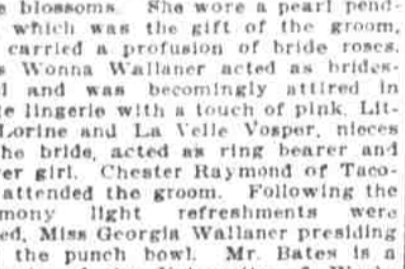 e blossoms. She wore a pearl pend-
which was the gift of the groom,
carried a profusion of bride roses.
s Wonna Wallaner acted as brides-
l and was becomingly attired in
te lingerie with a touch of pink. Lit-
Lorine and La Velle Vosper, nieces
he bride, acted as ring bearer and
er girl. Chester Raymond of Taco-
attended the groom. Following the
mony light refreshments were
ed, Miss Georgia Wallaner presiding
the punch bowl. Mr. Bates is a